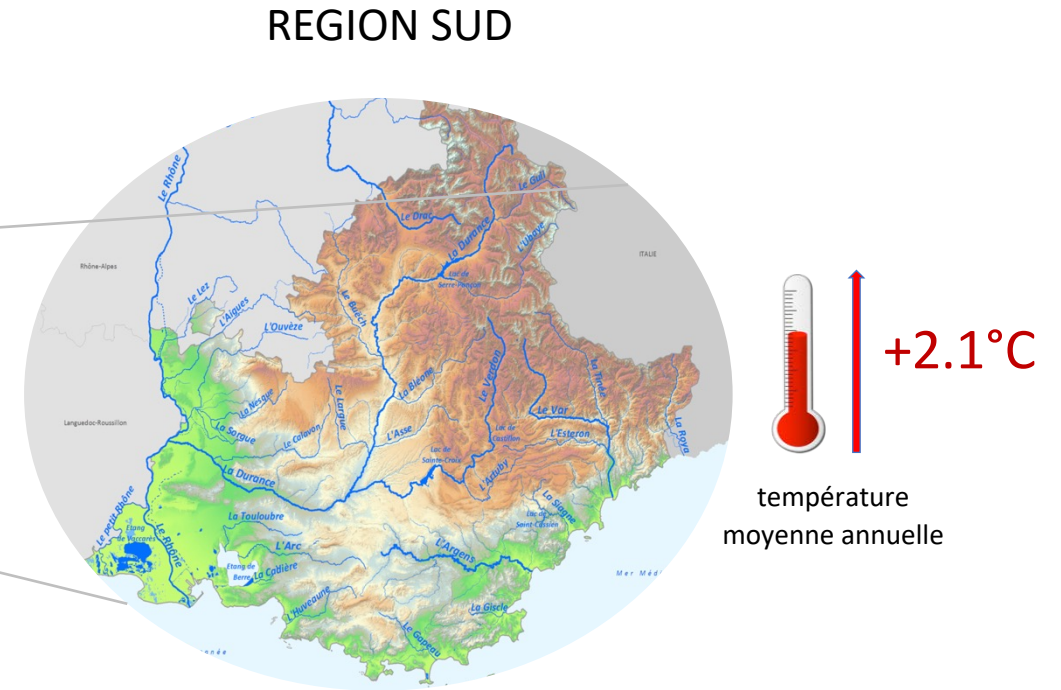 REGION SUD
Le Rhône
Le Guil
Le Drac
La Durance
L'Ubaye
ITALIE
Rhône-Alpes
Lac de
Serre-Ponçon
Le Lez
L'Aigues
Le Buëch
L'Ouvèze
+2.1°C
La Tinée
Le Verdon
La Bléone
La Nesque
Le Largue
Le Var
Languedoc-Roussillon
La Sorgue
Le Calavon
L'Asse
Lac de
Castillon
L'Esteron
La Roya
Lac de
Sainte-Croix
La Durance
L'Artuby
température
moyenne annuelle
Le petit Rhône
La Siagne
Lac de
Saint-Cassien
La Touloubre
Etang
de Vaccarès
Le Rhône
L'Arc
L'Argens
Etang de
Berre
La Cadière
Mer Médi
L'Huveaune
La Giscle
Le Gapeau
nnée